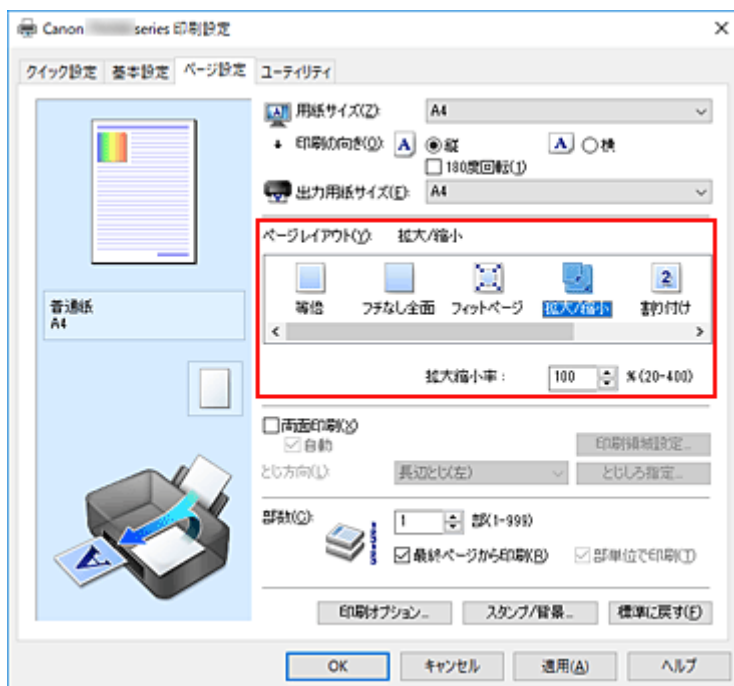 Canon series 印刷設定
クイック設定 基本設定 ページ設定 ユーティリティ
用紙サイズ(Z): A4
印刷の向き(O): A 縦 A 横
180度回転(1)
出力用紙サイズ(E): A4
ページレイアウト(Y): 拡大/縮小
2
等倍 フチなし全面 フィットページ 拡大/縮小 割り付け
普通紙
A4
拡大縮小率: 100 %(20-400)
両面印刷(X)
自動 印刷領域設定...
とじ方向(L): 長辺とじ(左) とじしろ指定...
部数(C): 1 部(1-999)
最終ページから印刷(R) 部単位で印刷(T)
印刷オプション... スタンプ/背景... 標準に戻す(F)
OK キャンセル 適用(A) ヘルプ